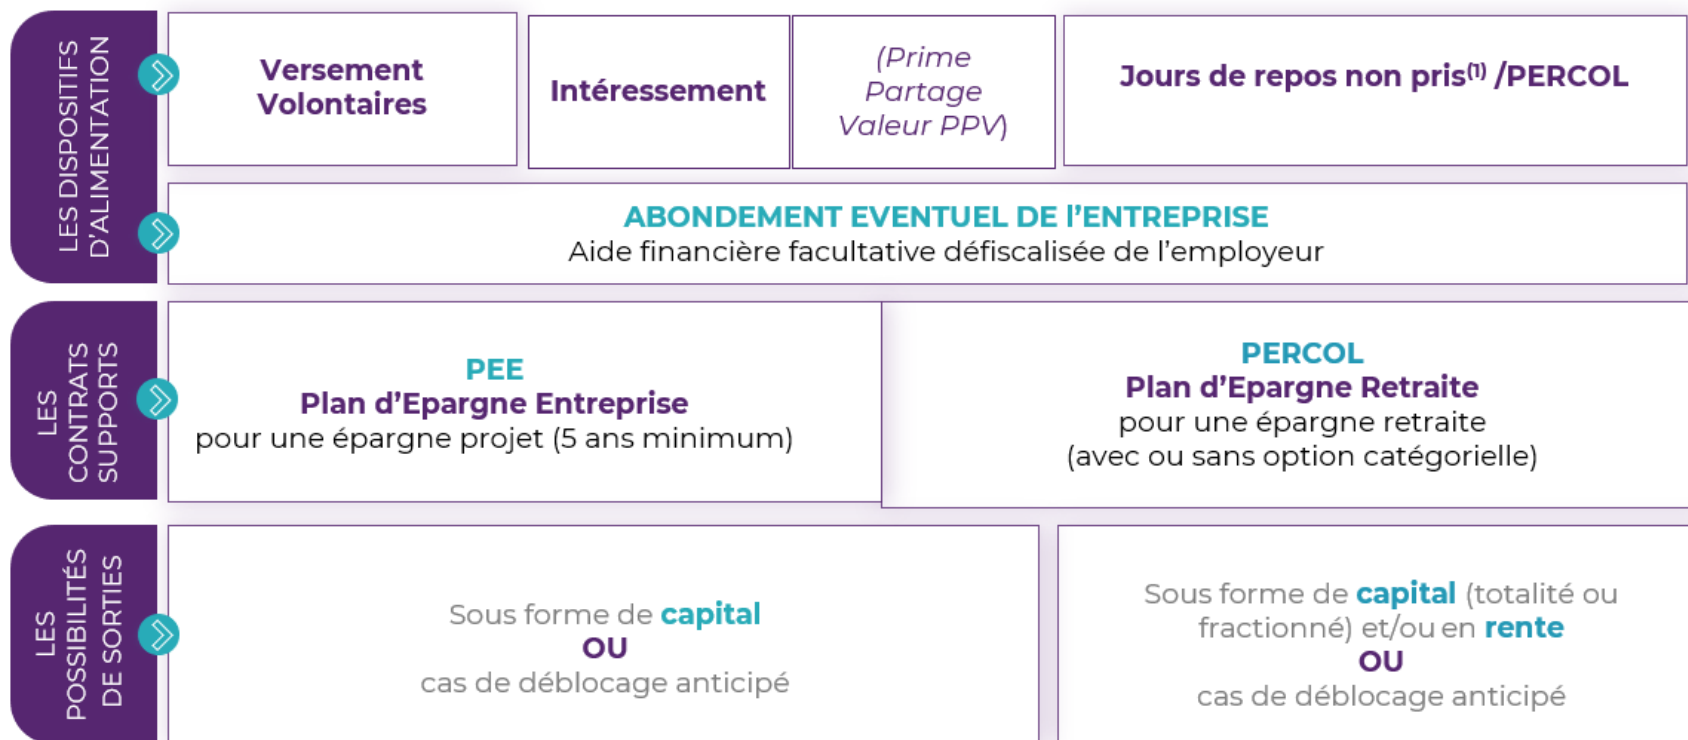 LES DISPOSITIFS
D'ALIMENTATION
Versement
Volontaires
Intéressement
(Prime
Partage
Valeur PPV)
Jours de repos non pris(1) /PERCOL
ABONDEMENT EVENTUEL DE l'ENTREPRISE
Aide financière facultative défiscalisée de l'employeur
LES
CONTRATS
SUPPORTS
PEE
Plan d'Epargne Entreprise
pour une épargne projet (5 ans minimum)
PERCOL
Plan d'Epargne Retraite
pour une épargne retraite
(avec ou sans option catégorielle)
LES
POSSIBILITÉS
DE SORTIES
Sous forme de capital
OU
cas de déblocage anticipé
Sous forme de capital (totalité ou
fractionné) et/ou en rente
OU
cas de déblocage anticipé